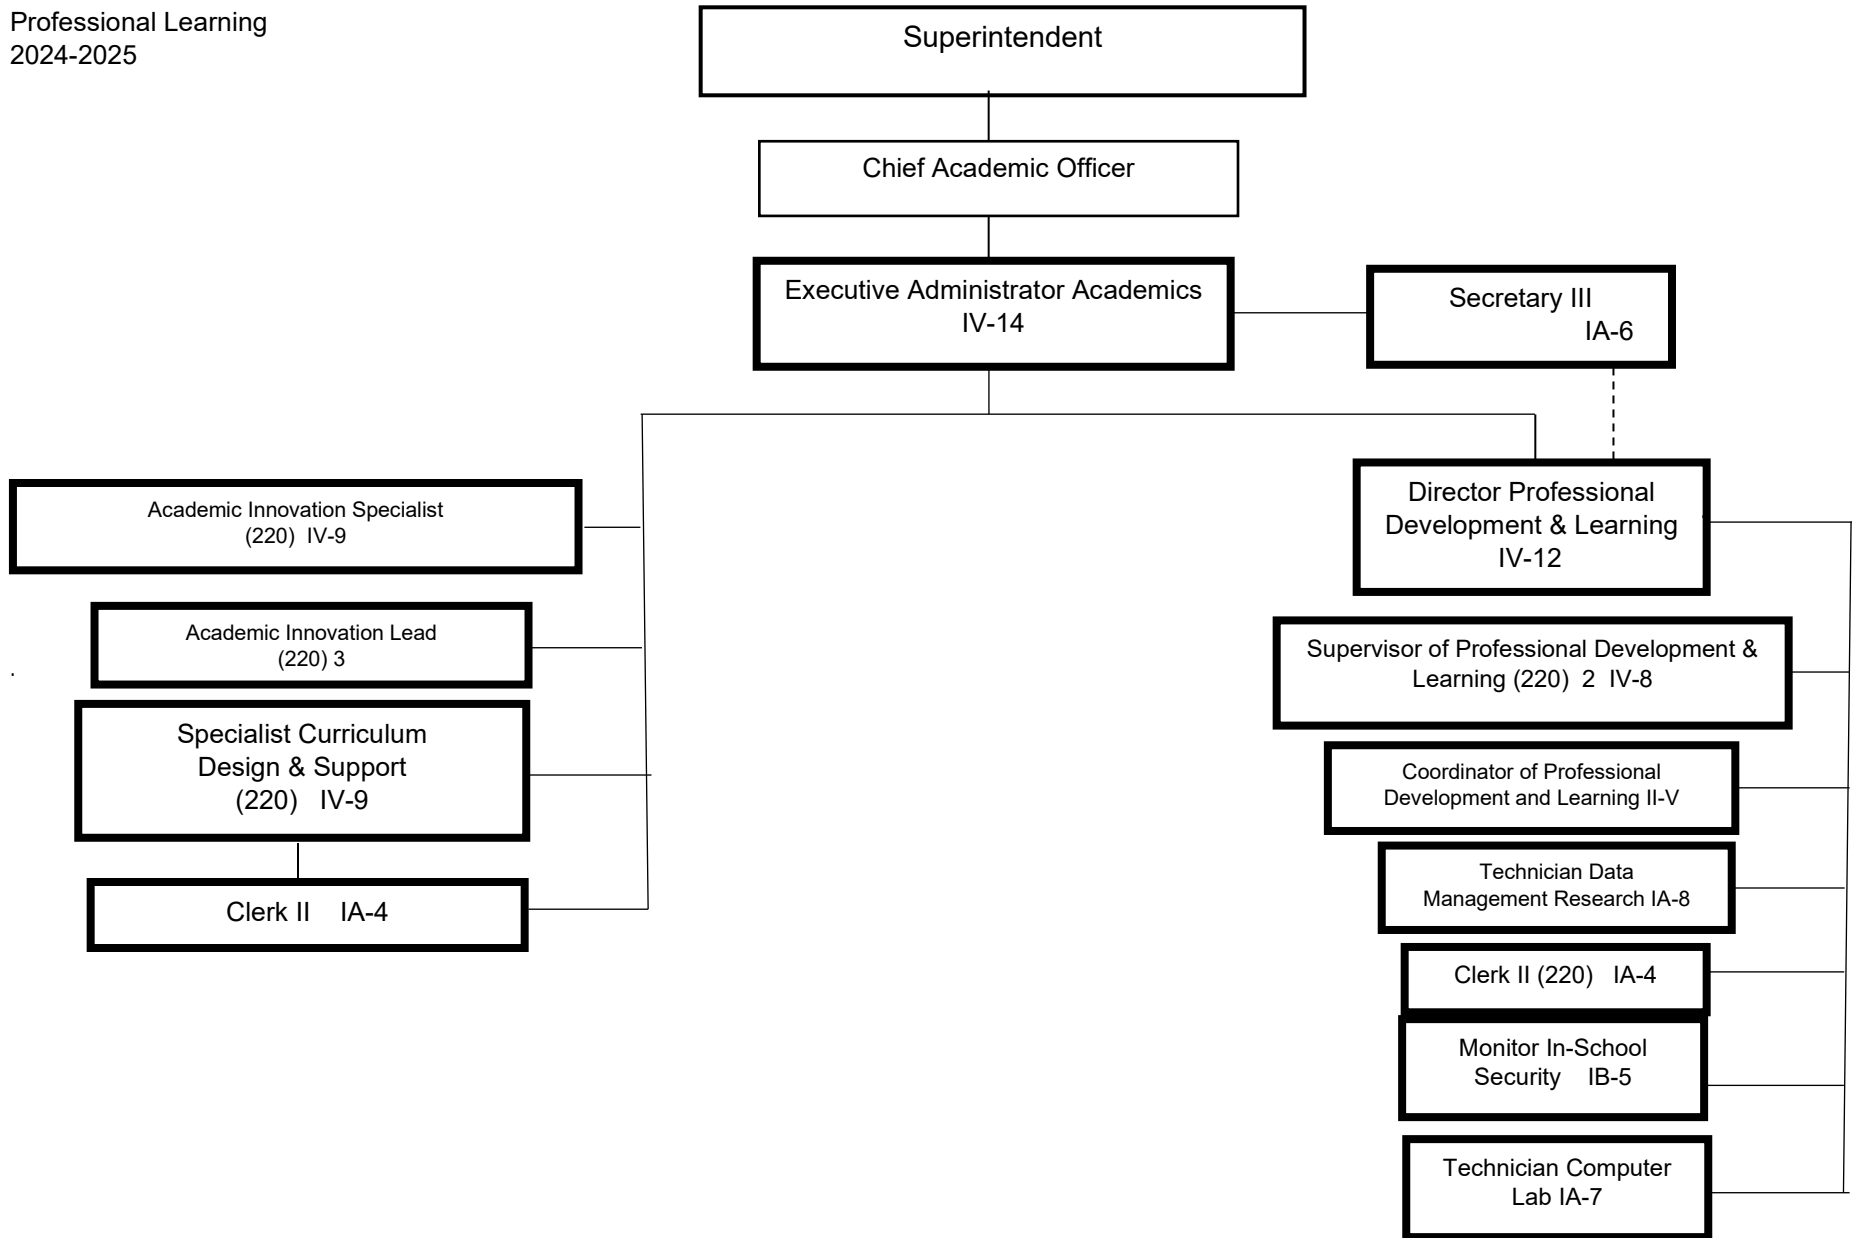 Professional Learning
2024-2025
Superintendent
Chief Academic Officer
Executive Administrator Academics
IV-14
Secretary III
IA-6
Academic Innovation Specialist
(220) IV-9
Academic Innovation Lead
(220) 3
.
Specialist Curriculum
Design & Support
(220) IV-9
Clerk II IA-4
Director Professional
Development & Learning
IV-12
Supervisor of Professional Development &
Learning (220) 2 IV-8
Coordinator of Professional
Development and Learning II-V
Technician Data
Management Research IA-8
Clerk II (220) IA-4
Monitor In-School
Security IB-5
Technician Computer
Lab IA-7